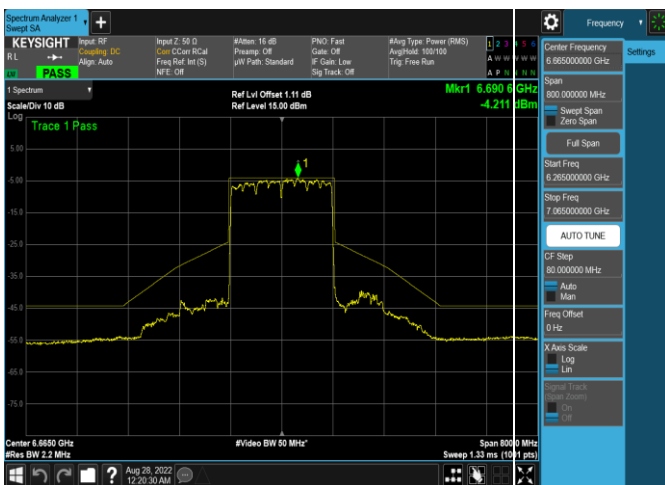 Spectrum Analyzer 1
Swept SA
+
Frequency
KEYSIGHT
R L
PASS
Input: RF
Coupling: DC
Align: Auto
Input Z: 50 Ω
Corr CCorr RCal
Freq Ref: Int (S)
NFE: Off
#Atten: 16 dB
Preamp: Off
µW Path: Standard
PNO: Fast
Gate: Off
IF Gain: Low
Sig Track: Off
#Avg Type: Power (RMS)
Avg|Hold: 100/100
Trig: Free Run
1 2 3 4 5 6
A W W W W W
A P N N N N
1 Spectrum
Scale/Div 10 dB
Log
Ref Lvl Offset 1.11 dB
Ref Level 15.00 dBm
Mkr1 6.690 6 GHz
-4.211 dBm
Trace 1 Pass
1
5.00
-5.00
-15.0
-25.0
-35.0
-45.0
-55.0
-65.0
-75.0
Center 6.6650 GHz
#Res BW 2.2 MHz
#Video BW 50 MHz*
Span 800.0 MHz
Sweep 1.33 ms (1001 pts)
Aug 28, 2022
12:20:30 AM
Settings
Center Frequency
6.665000000 GHz
Span
800.000000 MHz
Swept Span
Zero Span
Full Span
Start Freq
6.265000000 GHz
Stop Freq
7.065000000 GHz
AUTO TUNE
CF Step
80.000000 MHz
Auto
Man
Freq Offset
0 Hz
X Axis Scale
Log
Lin
Signal Track
(Span Zoom)
On
Off